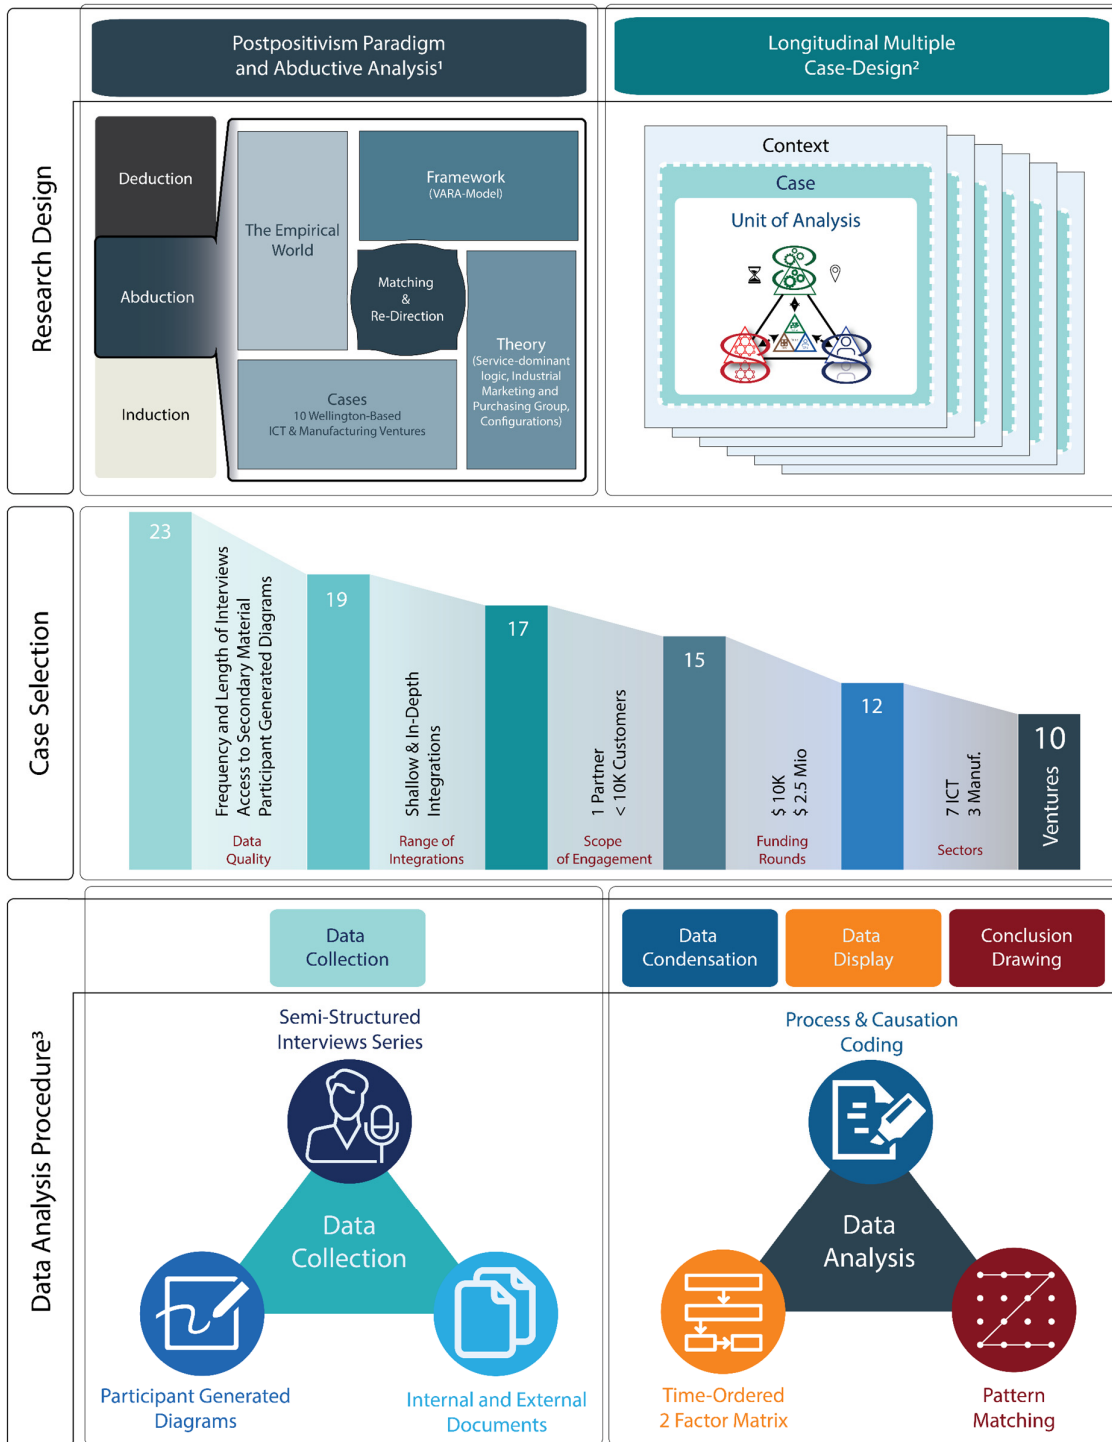 Research Design
Postpositivism Paradigm
and Abductive Analysis¹
Longitudinal Multiple
Case-Design²
Deduction
Abduction
Induction
The Empirical
World
Framework
(VARA-Model)
Matching
&
Re-Direction
Theory
(Service-dominant
logic, Industrial
Marketing and
Purchasing Group,
Configurations)
Cases
10 Wellington-Based
ICT & Manufacturing Ventures
Context
Case
Unit of Analysis
Case Selection
23
Frequency and Length of Interviews
Access to Secondary Material
Participant Generated Diagrams
Data
Quality
19
Shallow & In-Depth
Integrations
Range of
Integrations
17
1 Partner
< 10K Customers
Scope
of Engagement
15
$ 10K
$ 2.5 Mio
Funding
Rounds
12
7 ICT
3 Manuf.
Sectors
10
Ventures
Data Analysis Procedure³
Data
Collection
Data
Condensation
Data
Display
Conclusion
Drawing
Semi-Structured
Interviews Series
Data
Collection
Participant Generated
Diagrams
Internal and External
Documents
Process & Causation
Coding
Data
Analysis
Time-Ordered
2 Factor Matrix
Pattern
Matching